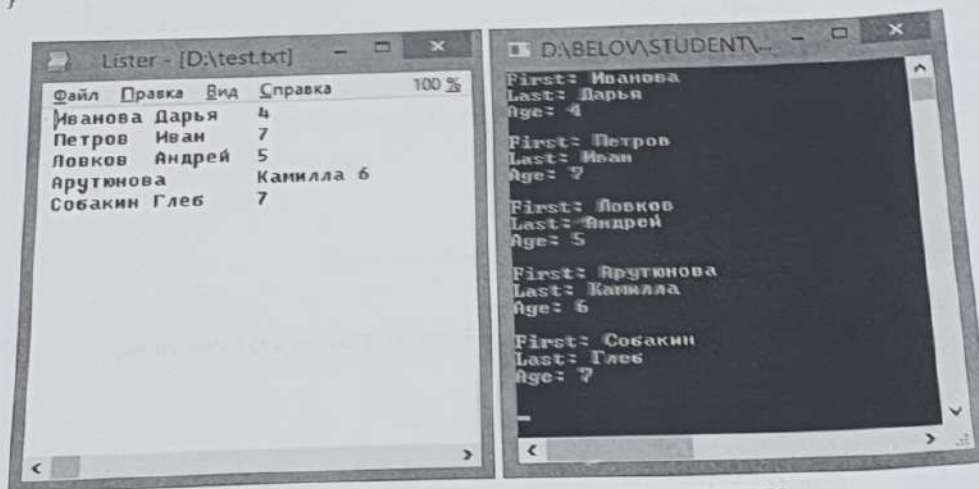 }
Lister - [D:\test.txt]
Файл Правка Вид Справка 100 %
Иванова Дарья 4
Петров Иван 7
Ловков Андрей 5
Арутюнова Камилла 6
Собакин Глеб 7
D:\BELOV\STUDENT\...
First: Иванова
Last: Дарья
Age: 4
First: Петров
Last: Иван
Age: 7
First: Ловков
Last: Андрей
Age: 5
First: Арутюнова
Last: Камилла
Age: 6
First: Собакин
Last: Глеб
Age: 7